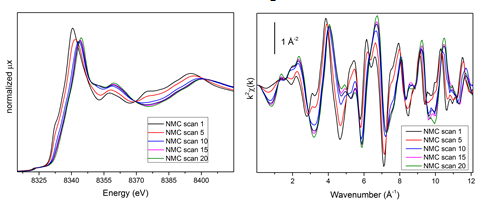 normalized μx
NMC scan 1
NMC scan 5
NMC scan 10
NMC scan 15
NMC scan 20
8325 8340 8355 8370 8385 8400
Energy (eV)
k²χ(k)
1 Å⁻²
NMC scan 1
NMC scan 5
NMC scan 10
NMC scan 15
NMC scan 20
2 4 6 8 10 12
Wavenumber (Å⁻¹)